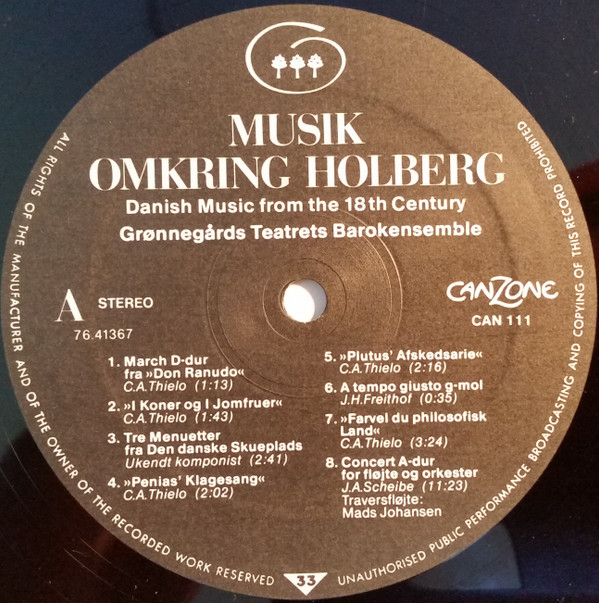 MUSIK
OMKRING HOLBERG
Danish Music from the 18th Century
Grønnegårds Teatrets Barokensemble
A STEREO
76.41367
CANZONE
CAN 111
1. March D-dur
fra »Don Ranudo«
C.A.Thielo (1:13)
2. »I Koner og I Jomfruer«
C.A.Thielo (1:43)
3. Tre Menuetter
fra Den danske Skueplads
Ukendt komponist (2:41)
4. »Penias' Klagesang«
C.A.Thielo (2:02)
5. »Plutus' Afskedsarie«
C.A.Thielo (2:16)
6. A tempo giusto g-mol
J.H.Freithof (0:35)
7. »Farvel du philosofisk
Land«
C.A.Thielo (3:24)
8. Concert A-dur
for fløjte og orkester
J.A.Scheibe (11:23)
Traversfløjte:
Mads Johansen
ALL RIGHTS OF THE MANUFACTURER AND OF THE OWNER OF THE RECORDED WORK RESERVED
33
UNAUTHORISED PUBLIC PERFORMANCE BROADCASTING AND COPYING OF THIS RECORD PROHIBITED